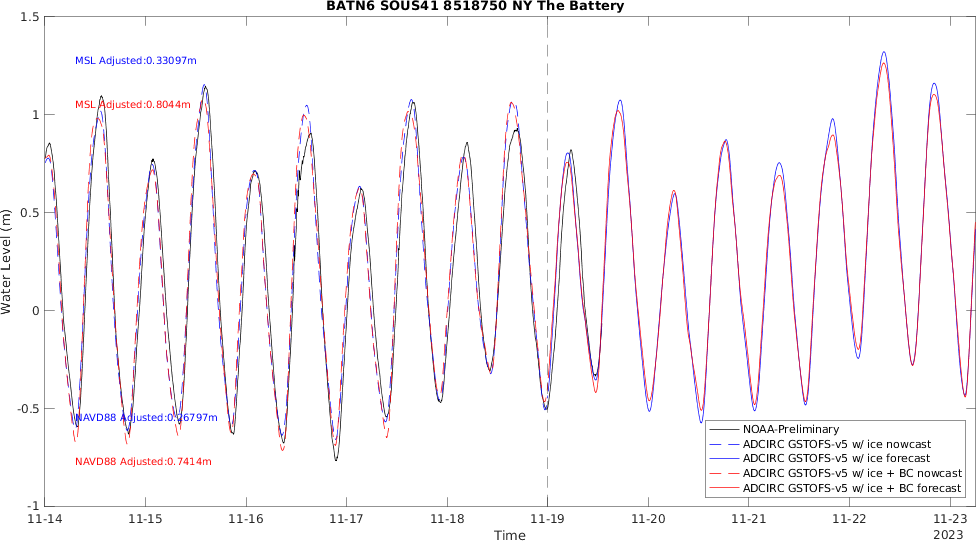 BATN6 SOUS41 8518750 NY The Battery
1.5
1
0.5
0
-0.5
-1
Water Level (m)
MSL Adjusted:0.33097m
MSL Adjusted:0.8044m
NAVD88 Adjusted:0.26797m
NAVD88 Adjusted:0.7414m
NOAA-Preliminary
ADCIRC GSTOFS-v5 w/ ice nowcast
ADCIRC GSTOFS-v5 w/ ice forecast
ADCIRC GSTOFS-v5 w/ ice + BC nowcast
ADCIRC GSTOFS-v5 w/ ice + BC forecast
11-14 11-15 11-16 11-17 11-18 11-19 11-20 11-21 11-22 11-23
Time
2023